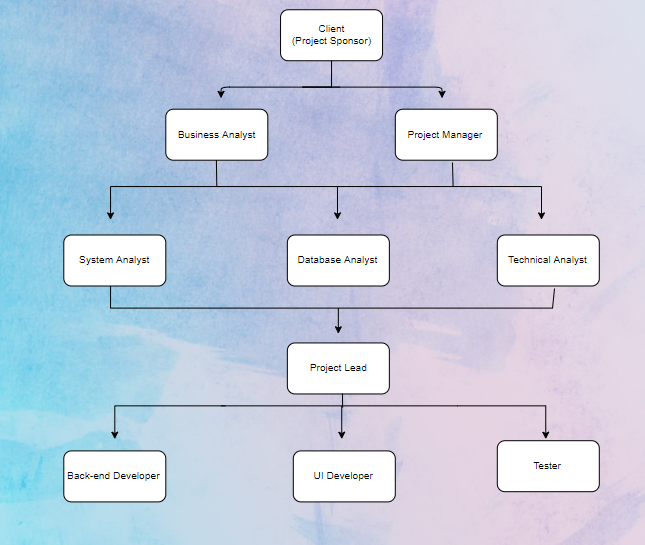 Client
(Project Sponsor)
Business Analyst
Project Manager
System Analyst
Database Analyst
Technical Analyst
Project Lead
Back-end Developer
UI Developer
Tester